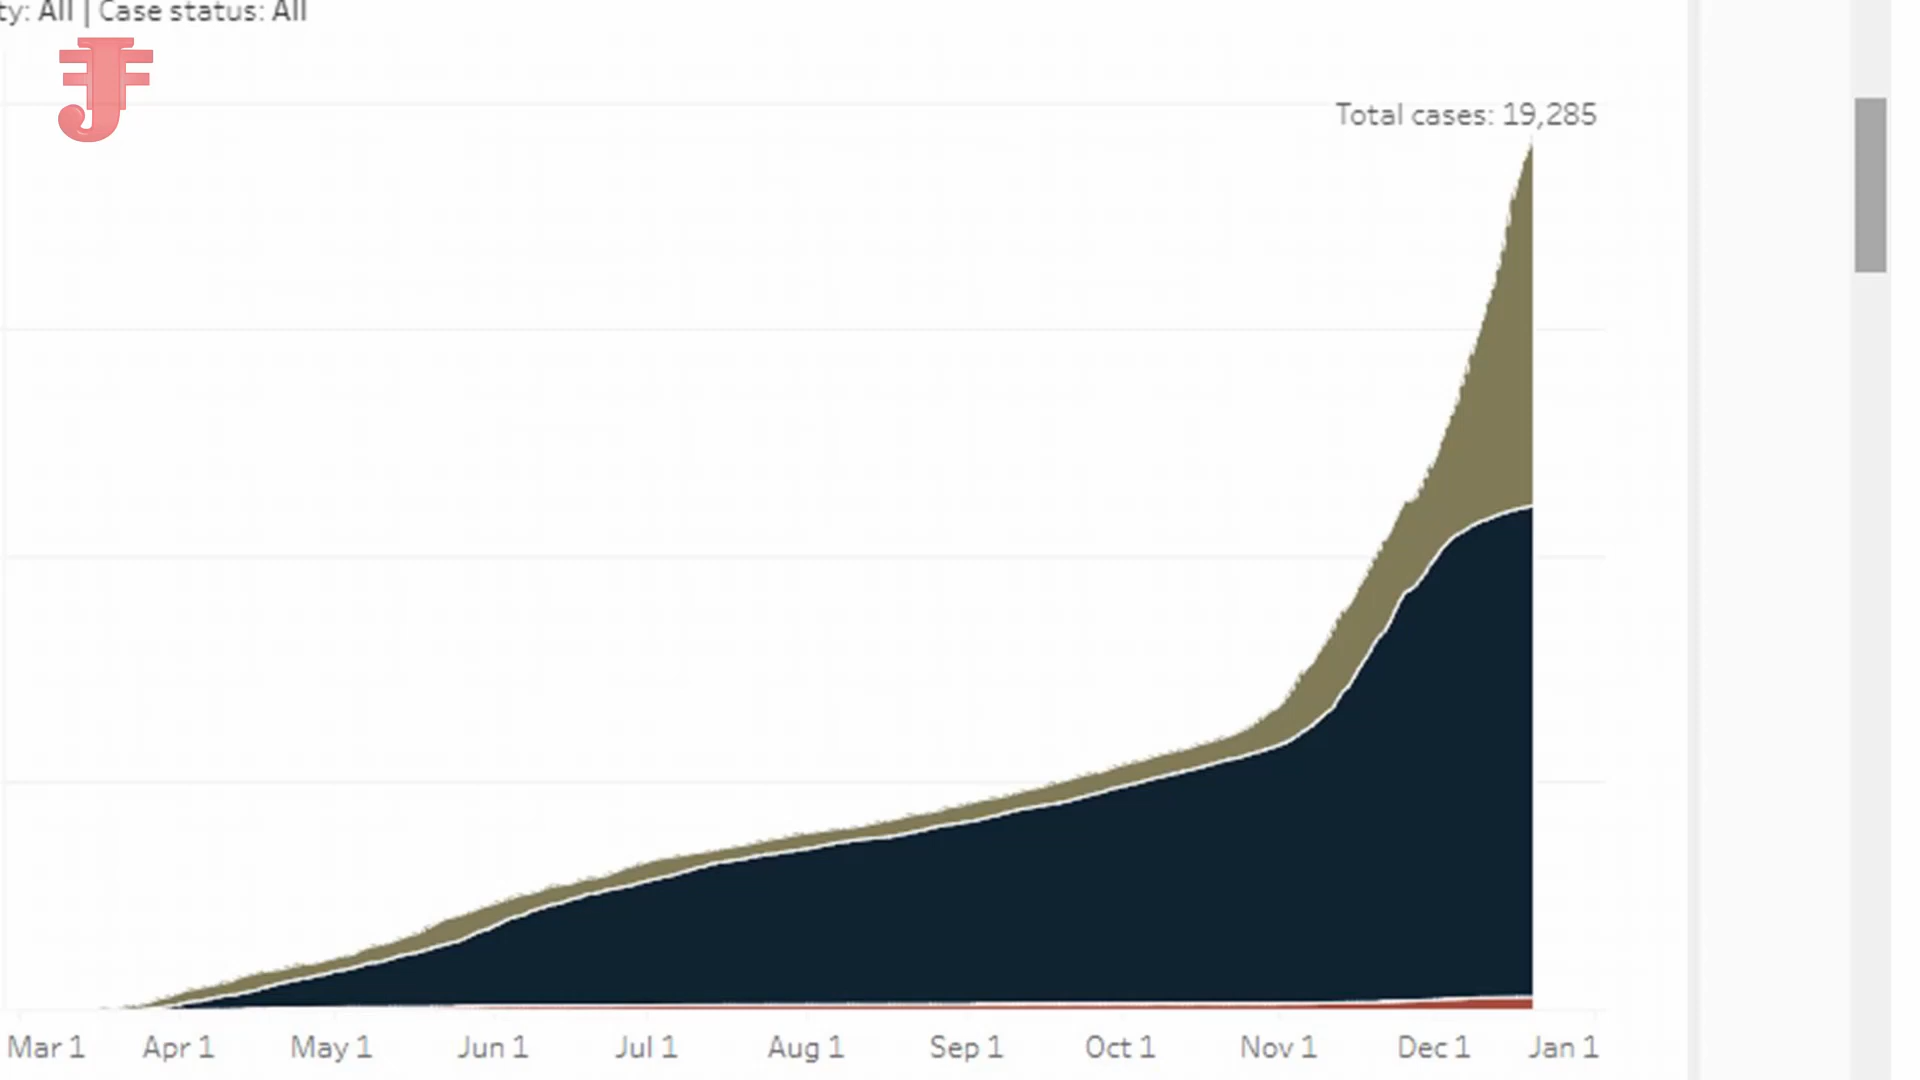 ty: All | Case status: All
JF
Total cases: 19,285
Mar 1 Apr 1 May 1 Jun 1 Jul 1 Aug 1 Sep 1 Oct 1 Nov 1 Dec 1 Jan 1